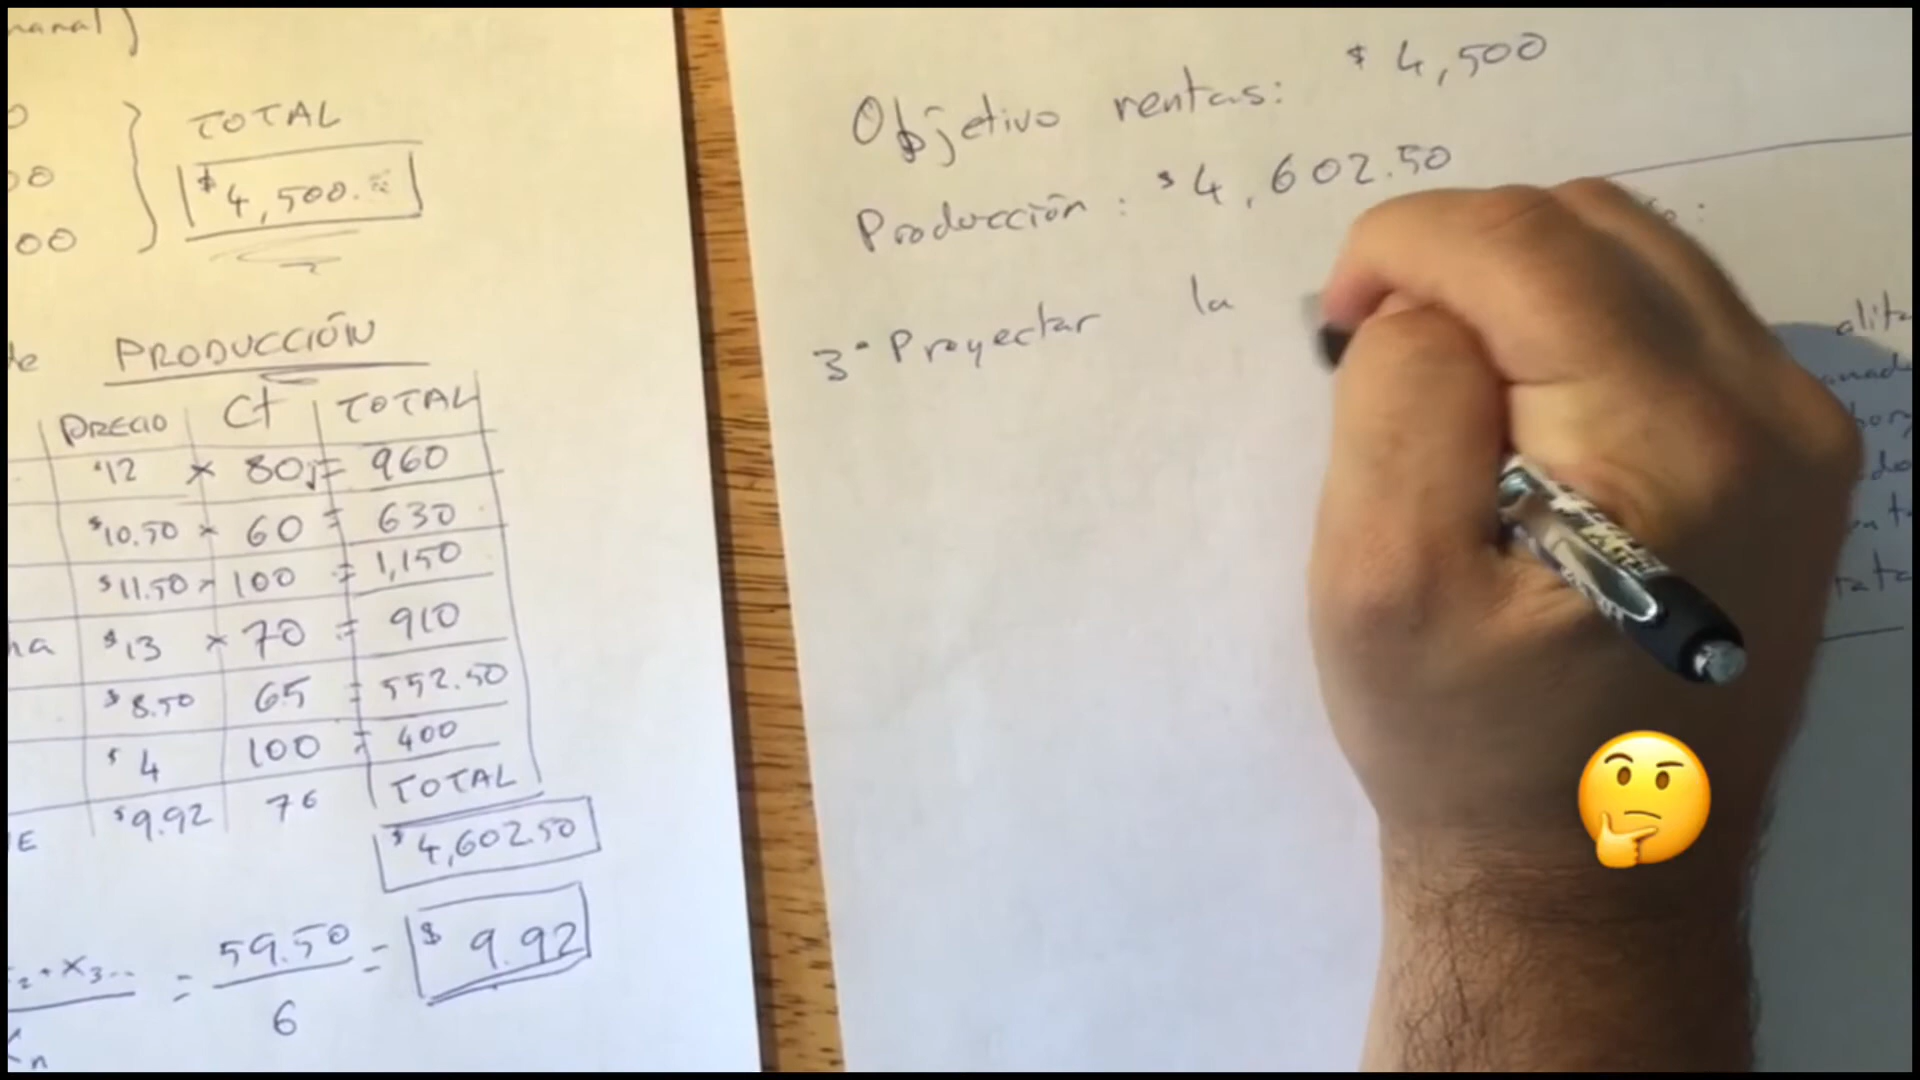 TOTAL
$4,500.
00
PRODUCCIÓN
PRECIO Ct TOTAL
$12 x 80 = 960
$10.50 x 60 = 630
$11.50 x 100 = 1,150
$13 x 70 = 910
$8.50 65 = 552.50
$4 100 = 400
TOTAL
$9.92 76
$4,602.50
59.50 / 6 = $9.92
Objetivo rentas: $4,500
Producción: $4,602.50
3° Proyectar la